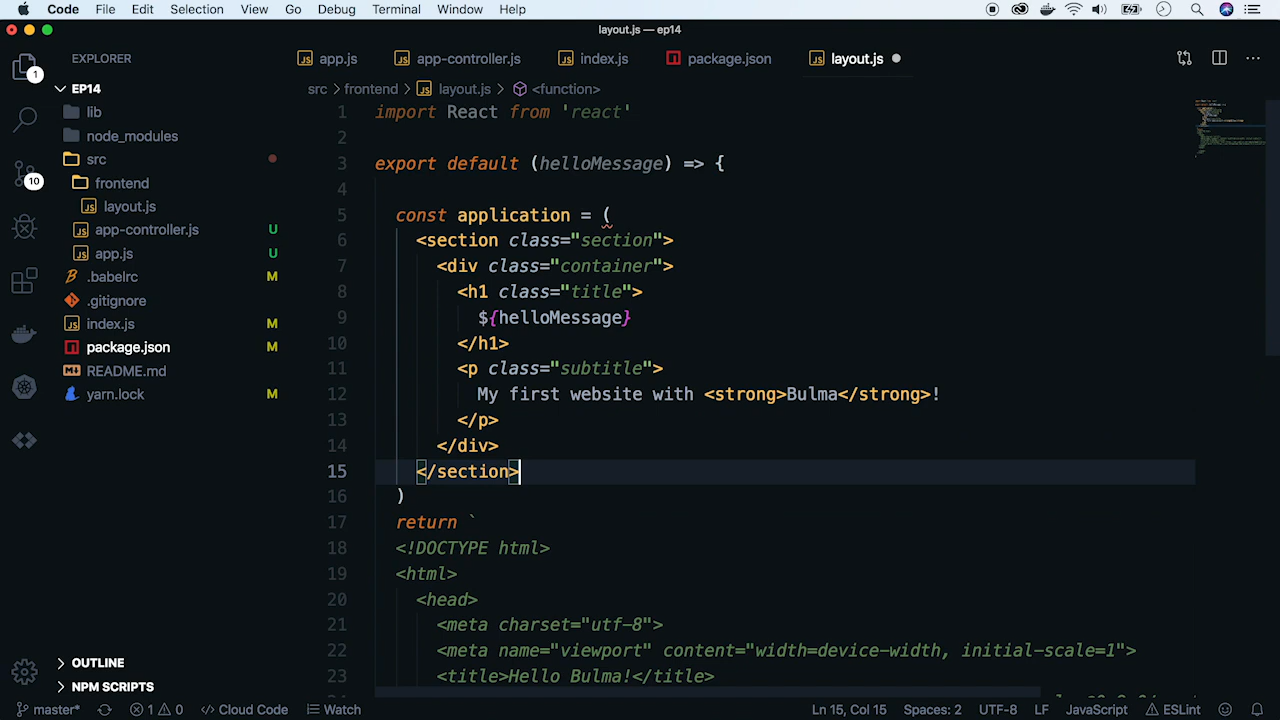 Code File Edit Selection View Go Debug Terminal Window Help
layout.js — ep14
EXPLORER
app.js
app-controller.js
index.js
package.json
layout.js
1
EP14
lib
node_modules
src
frontend
layout.js
app-controller.js U
app.js U
.babelrc M
.gitignore
index.js M
package.json M
README.md
yarn.lock M
10
src > frontend > layout.js > <function>
1 import React from 'react'
2
3 export default (helloMessage) => {
4
5 const application = (
6 <section class="section">
7 <div class="container">
8 <h1 class="title">
9 ${helloMessage}
10 </h1>
11 <p class="subtitle">
12 My first website with <strong>Bulma</strong>!
13 </p>
14 </div>
15 </section>
16 )
17 return `
18 <!DOCTYPE html>
19 <html>
20 <head>
21 <meta charset="utf-8">
22 <meta name="viewport" content="width=device-width, initial-scale=1">
23 <title>Hello Bulma!</title>
OUTLINE
NPM SCRIPTS
master* 1 0 Cloud Code Watch Ln 15, Col 15 Spaces: 2 UTF-8 LF JavaScript ESLint